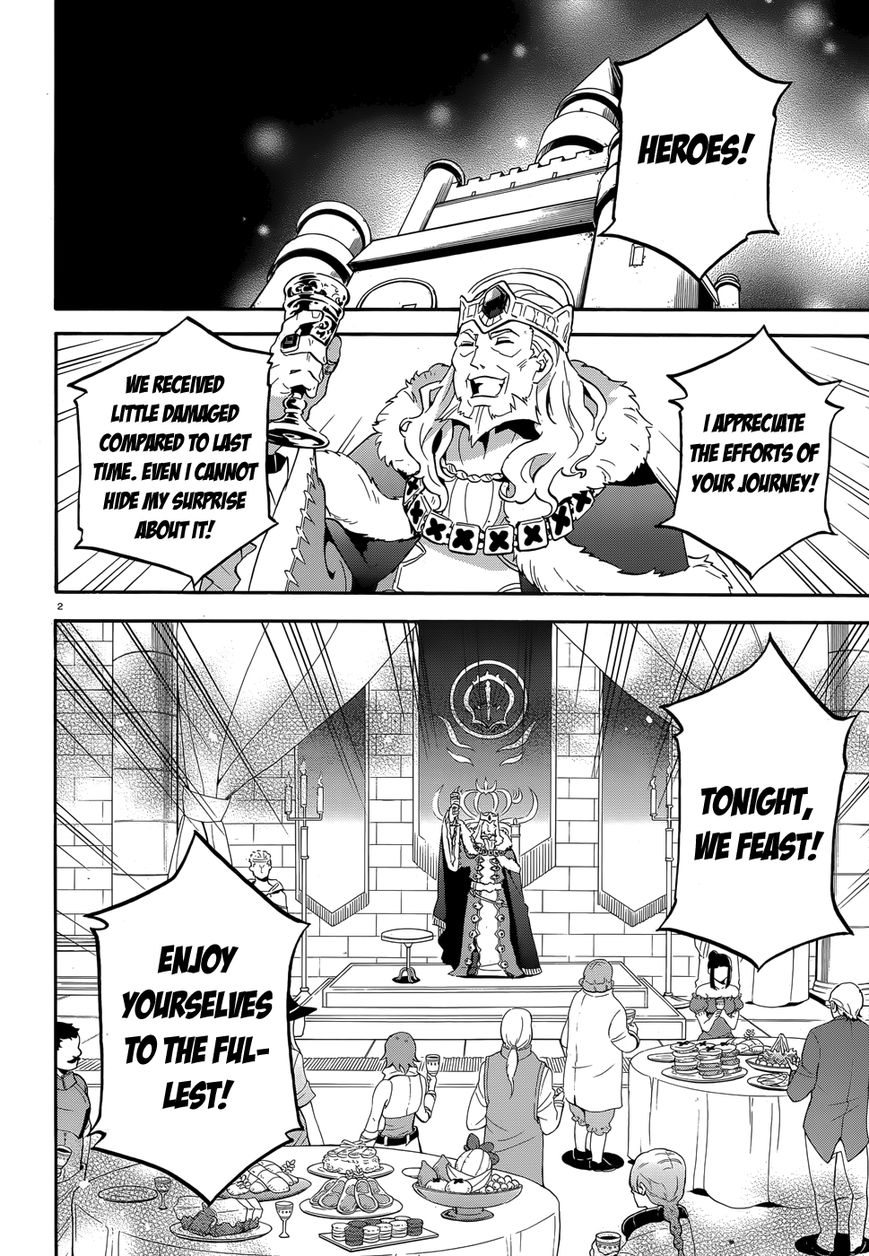 HEROES!
I APPRECIATE
THE EFFORTS OF
YOUR JOURNEY!
WE RECEIVED
LITTLE DAMAGED
COMPARED TO LAST
TIME. EVEN I CANNOT
HIDE MY SURPRISE
ABOUT IT!
2
TONIGHT,
WE FEAST!
ENJOY
YOURSELVES
TO THE FUL-
LEST!